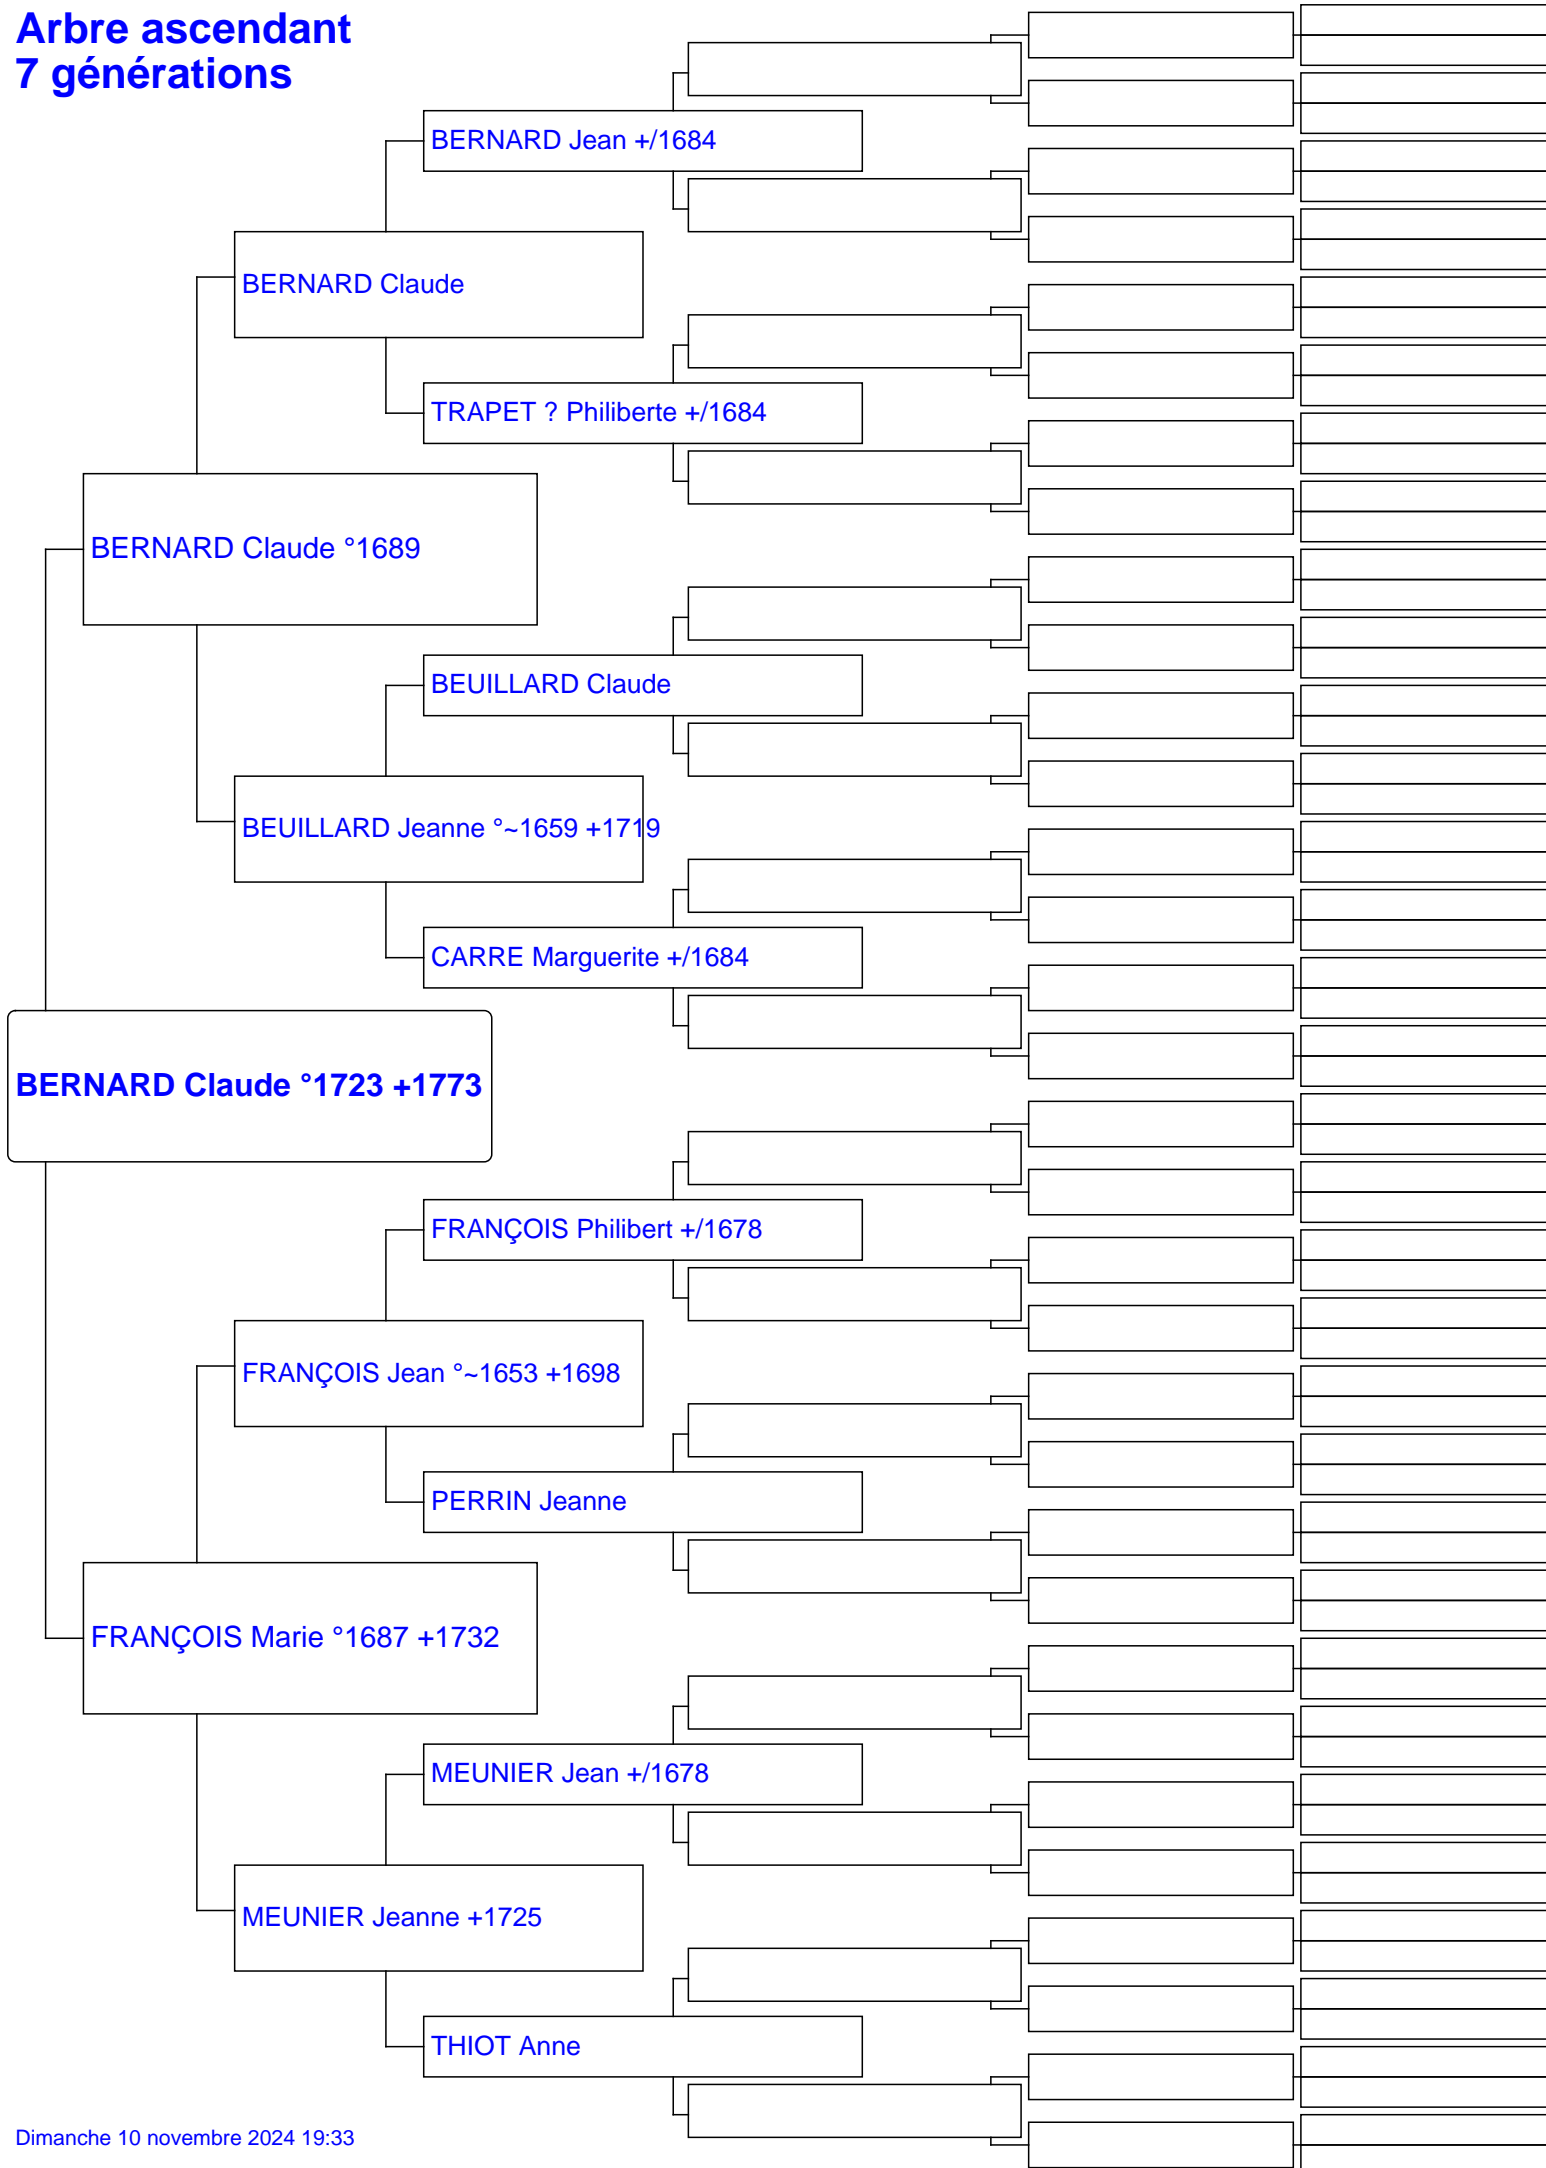 Arbre ascendant
7 générations
BERNARD Jean +/1684
BERNARD Claude
TRAPET ? Philiberte +/1684
BERNARD Claude °1689
BEUILLARD Claude
BEUILLARD Jeanne °~1659 +1719
CARRE Marguerite +/1684
BERNARD Claude °1723 +1773
FRANÇOIS Philibert +/1678
FRANÇOIS Jean °~1653 +1698
PERRIN Jeanne
FRANÇOIS Marie °1687 +1732
MEUNIER Jean +/1678
MEUNIER Jeanne +1725
THIOT Anne
Dimanche 10 novembre 2024 19:33